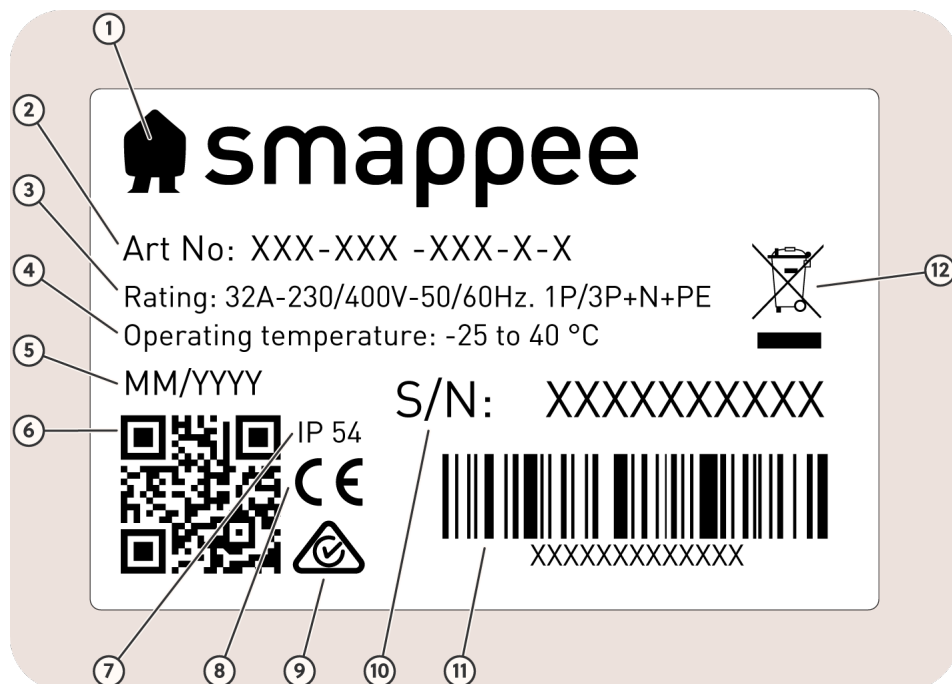 1
2
smappee
3
Art No: XXX-XXX -XXX-X-X
4
Rating: 32A-230/400V-50/60Hz. 1P/3P+N+PE
12
Operating temperature: -25 to 40 °C
5
MM/YYYY
S/N: XXXXXXXXXX
6
IP 54
CE
XXXXXXXXXXXXX
7
8
9
10
11